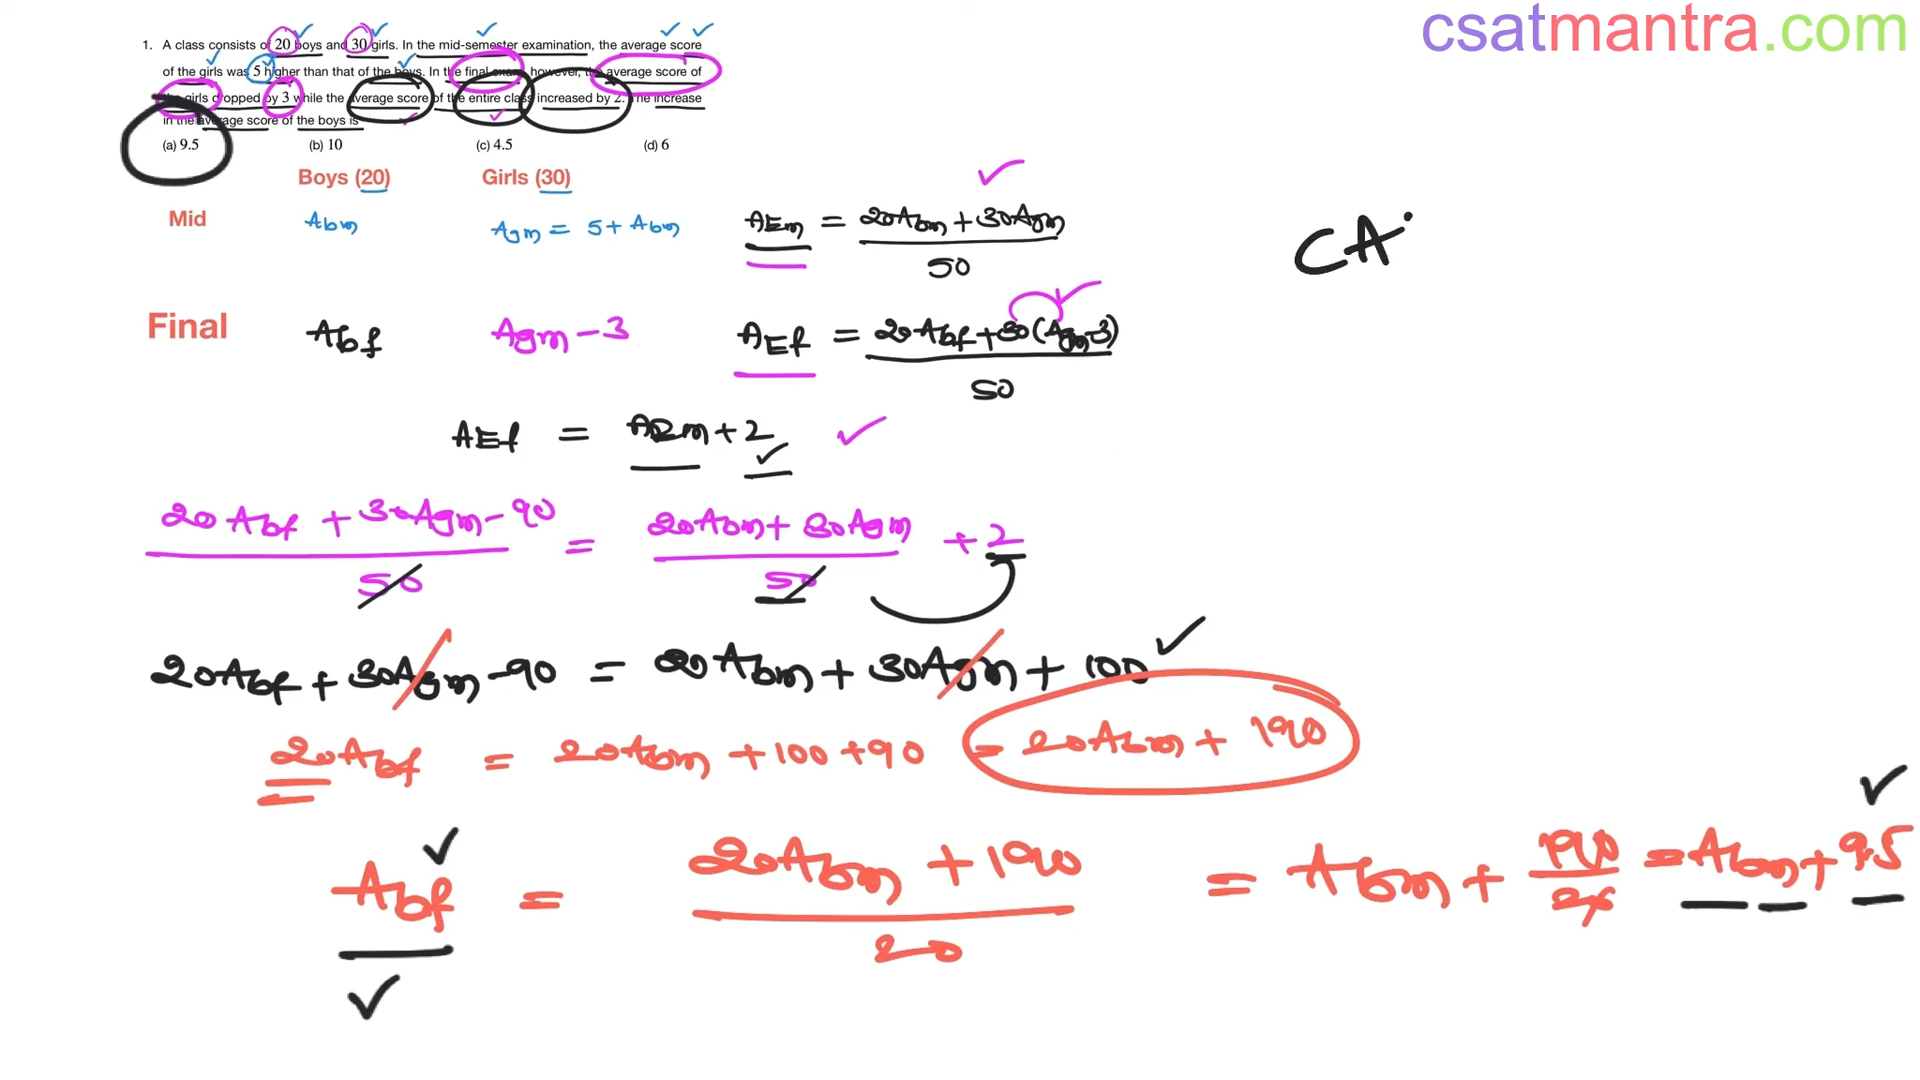 csatmantra.com
1. A class consists of 20 boys and 30 girls. In the mid-semester examination, the average score
of the girls was 5 higher than that of the boys. In the final exam, however, the average score of
the girls dropped by 3 while the average score of the entire class increased by 2. The increase
in the average score of the boys is
(a) 9.5 (b) 10 (c) 4.5 (d) 6
Boys (20) Girls (30)
Mid Abm Agm = 5 + Abm AEm = 20Abm + 30Agm / 50
CA
Final Abf Agm - 3 AEf = 20Abf + 30(Agm-3) / 50
AEf = AEm + 2
20Abf + 30Agm - 90 / 50 = 20Abm + 30Agm / 50 + 2
20Abf + 30Agm - 90 = 20Abm + 30Agm + 100
20Abf = 20Abm + 100 + 90 = 20Abm + 190
Abf = 20Abm + 190 / 20 = Abm + 190 / 20 = Abm + 9.5